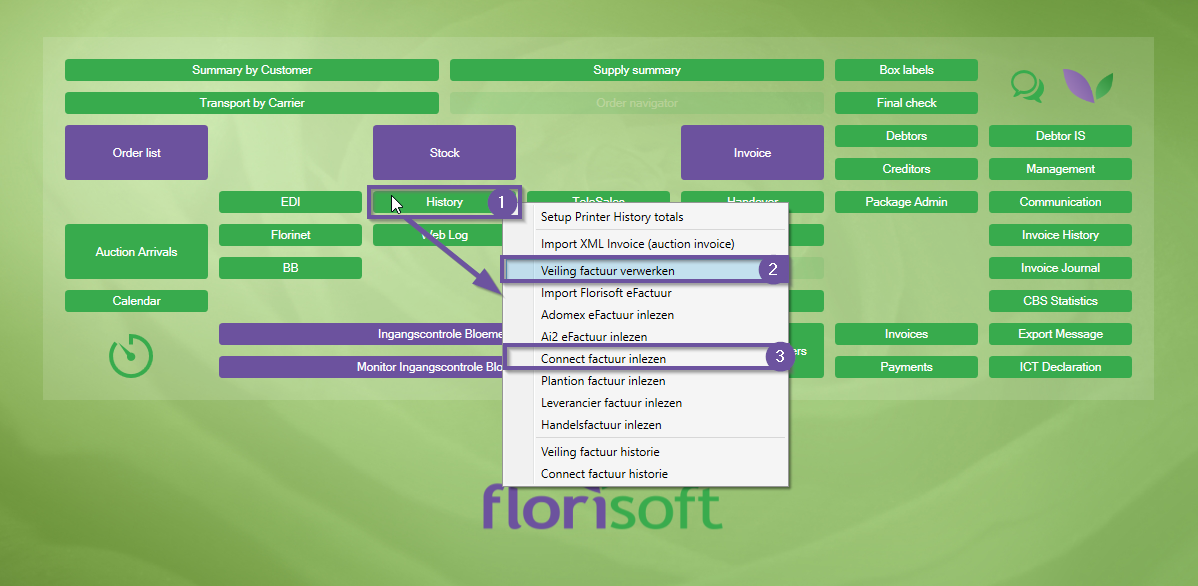 Summary by Customer
Supply summary
Box labels
Transport by Carrier
Order navigator
Final check
Order list
Stock
Invoice
Debtors
Debtor IS
Creditors
Management
EDI
History
1
TeleSales
Handover
Package Admin
Communication
Auction Arrivals
Florinet
Web Log
Invoice History
BB
Invoice Journal
Calendar
CBS Statistics
Ingangscontrole Bloeme
Invoices
Export Message
Monitor Ingangscontrole Blo
ers
Payments
ICT Declaration
Setup Printer History totals
Import XML Invoice (auction invoice)
Veiling factuur verwerken
2
Import Florisoft eFactuur
Adomex eFactuur inlezen
Ai2 eFactuur inlezen
Connect factuur inlezen
3
Plantion factuur inlezen
Leverancier factuur inlezen
Handelsfactuur inlezen
Veiling factuur historie
Connect factuur historie
florisoft